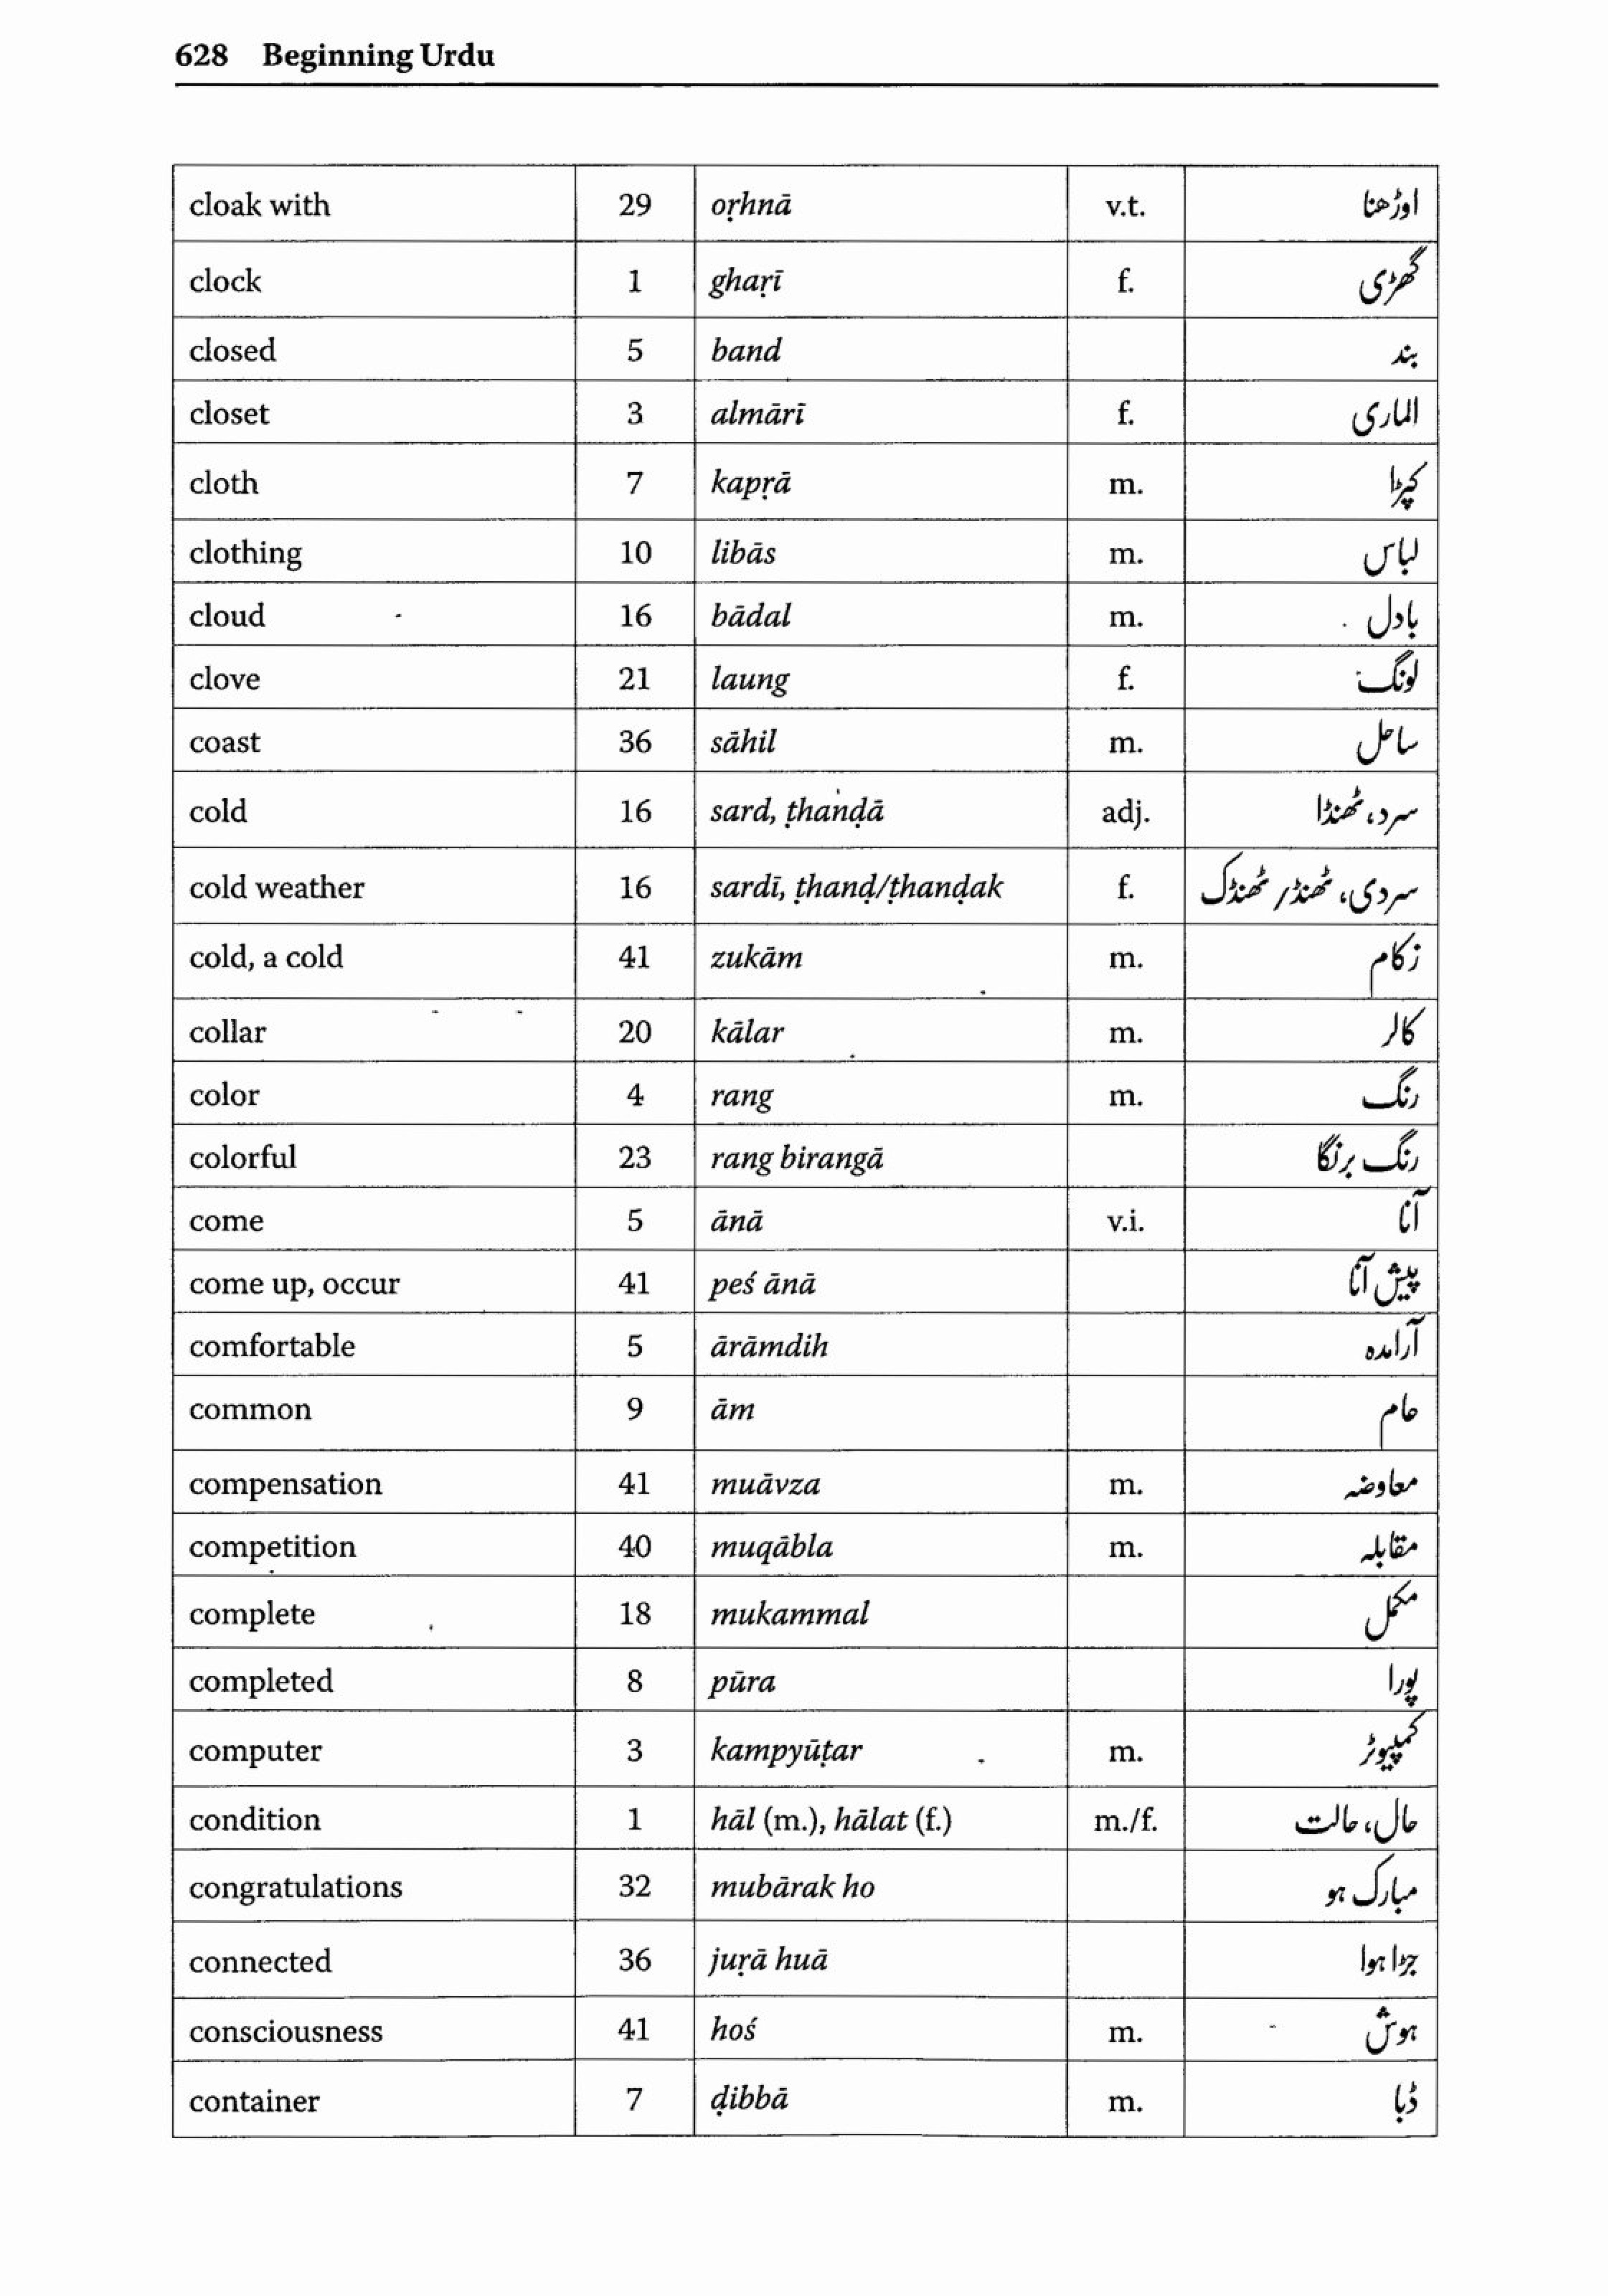 628 Beginning Urdu
cloak with 29 oṛhnā v.t. اوڑھنا
clock 1 ghaṛī f. گھڑی
closed 5 band بند
closet 3 almārī f. الماری
cloth 7 kapṛā m. کپڑا
clothing 10 libās m. لباس
cloud 16 bādal m. بادل
clove 21 laung f. لونگ
coast 36 sāhil m. ساحل
cold 16 sard, ṭhanḍā adj. سرد، ٹھنڈا
cold weather 16 sardī, ṭhanḍ/ṭhanḍak f. سردی، ٹھنڈ/ ٹھنڈک
cold, a cold 41 zukām m. زکام
collar 20 kālar m. کالر
color 4 rang m. رنگ
colorful 23 rang birangā رنگ برنگا
come 5 ānā v.i. آنا
come up, occur 41 peś ānā پیش آنا
comfortable 5 ārāmdih آرامدہ
common 9 ām عام
compensation 41 muāvza m. معاوضہ
competition 40 muqābla m. مقابلہ
complete 18 mukammal مکمل
completed 8 pūra پورا
computer 3 kampyūṭar m. کمپیوٹر
condition 1 hāl (m.), hālat (f.) m./f. حال، حالت
congratulations 32 mubārak ho مبارک ہو
connected 36 juṛā huā جڑا ہوا
consciousness 41 hoś m. ہوش
container 7 ḍibbā m. ڈبا